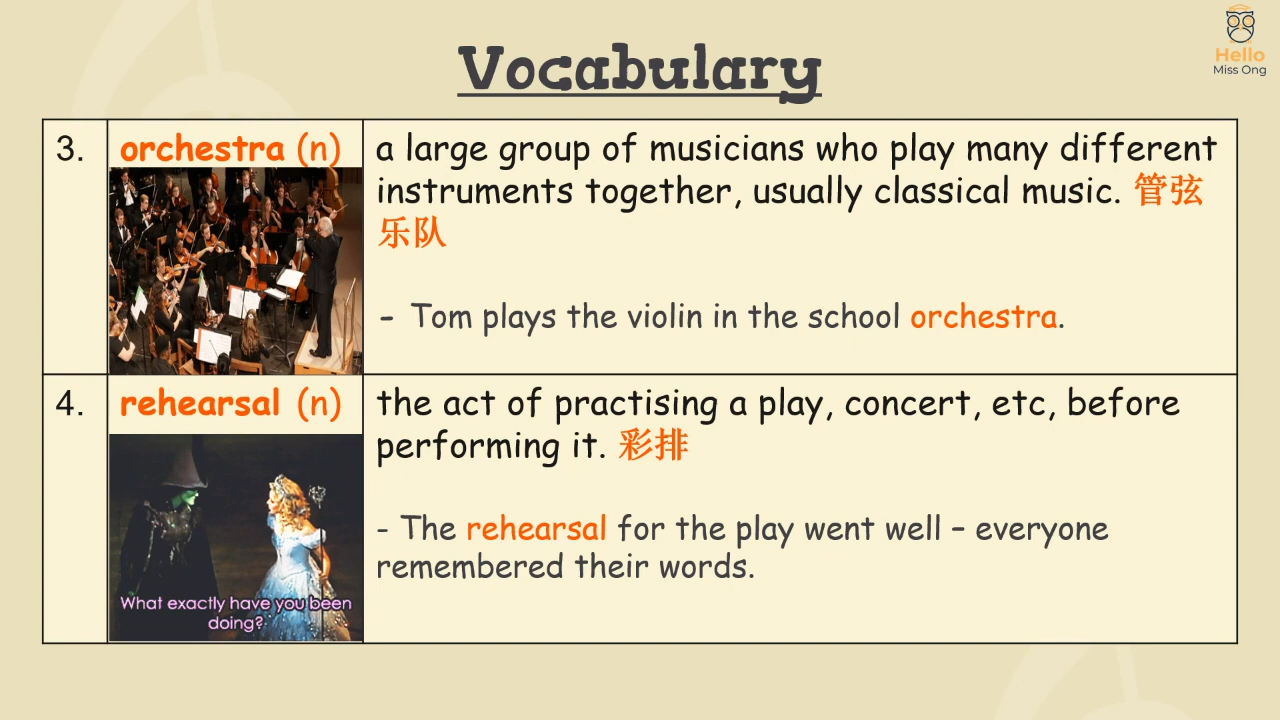 Hello
Miss Ong
Vocabulary
3.
orchestra (n)
a large group of musicians who play many different
instruments together, usually classical music. 管弦
乐队
- Tom plays the violin in the school orchestra.
4.
rehearsal (n)
the act of practising a play, concert, etc, before
performing it. 彩排
- The rehearsal for the play went well – everyone
remembered their words.
What exactly have you been
doing?